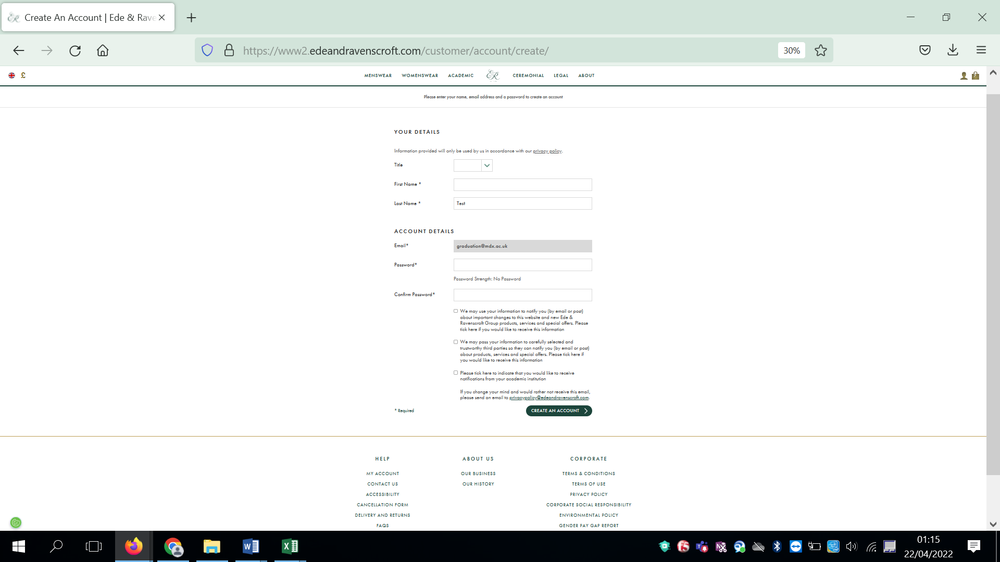 Create An Account | Ede & Rave
https://www2.edeandravenscroft.com/customer/account/create/
30%
£
MENSWEAR WOMENSWEAR ACADEMIC ER CEREMONIAL LEGAL ABOUT
7
Please enter your name, email address and a password to create an account
YOUR DETAILS
Information provided will only be used by us in accordance with our privacy policy.
Title
First Name *
Last Name * Test
ACCOUNT DETAILS
Email* graduation@mdx.ac.uk
Password*
Password Strength: No Password
Confirm Password*
We may use your information to notify you (by email or post)
about important changes to this website and new Ede &
Ravenscroft Group products, services and special offers. Please
tick here if you would like to receive this information
We may pass your information to carefully selected and
trustworthy third parties so they can notify you (by email or post)
about products, services and special offers. Please tick here if
you would like to receive this information
Please tick here to indicate that you would like to receive
notifications from your academic institution
If you change your mind and would rather not receive this email,
please send an email to privacypolicy@edeandravenscroft.com.
* Required
CREATE AN ACCOUNT
HELP
MY ACCOUNT
CONTACT US
ACCESSIBILITY
CANCELLATION FORM
DELIVERY AND RETURNS
FAQS
ABOUT US
OUR BUSINESS
OUR HISTORY
CORPORATE
TERMS & CONDITIONS
TERMS OF USE
PRIVACY POLICY
CORPORATE SOCIAL RESPONSIBILITY
ENVIRONMENTAL POLICY
GENDER PAY GAP REPORT
01:15
22/04/2022